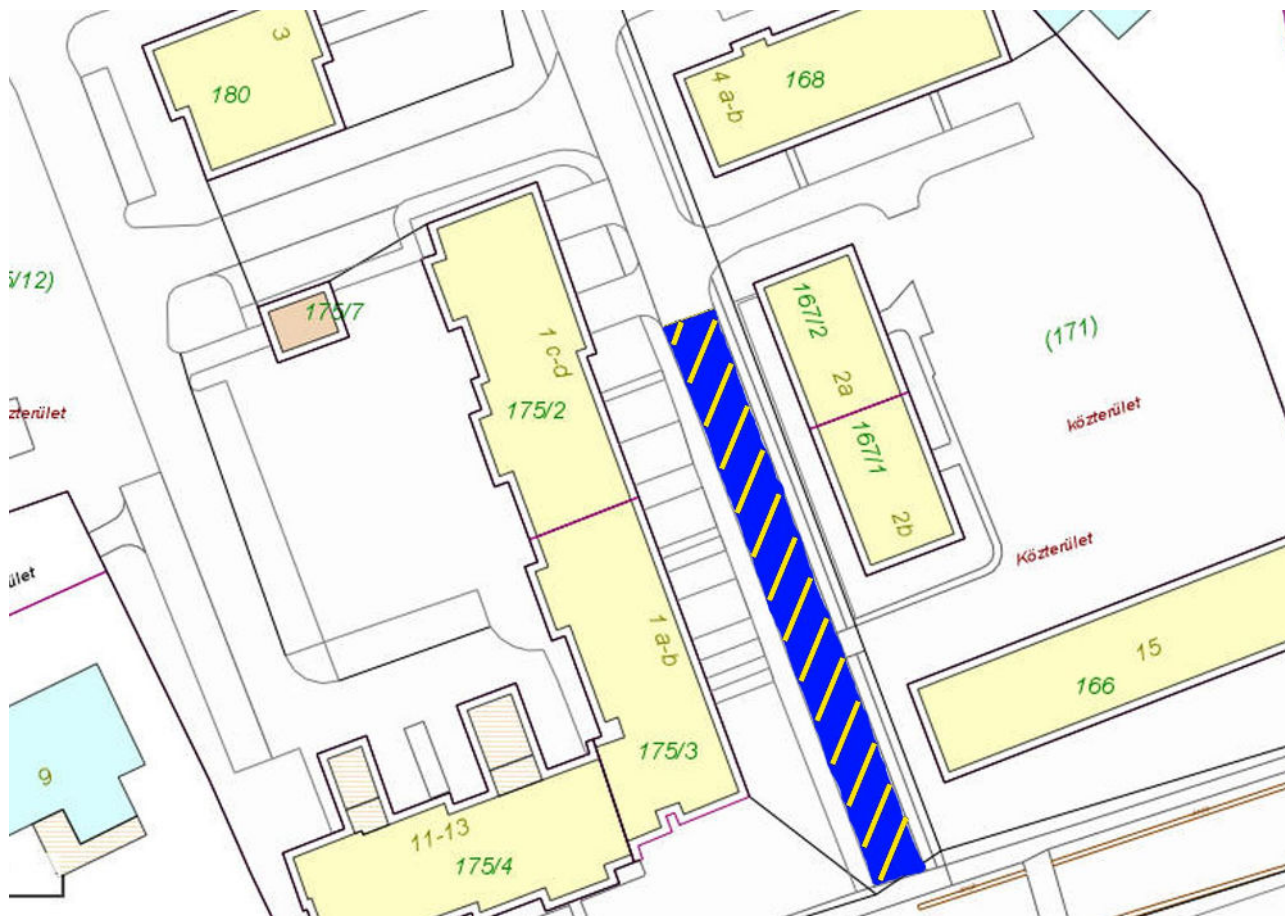 3
180
4 a-b
168
5/12)
175/7
167/2
(171)
1 c-d
2a
175/2
közterület
zterület
167/1
2b
Közterület
ület
1 a-b
15
166
175/3
9
11-13
175/4